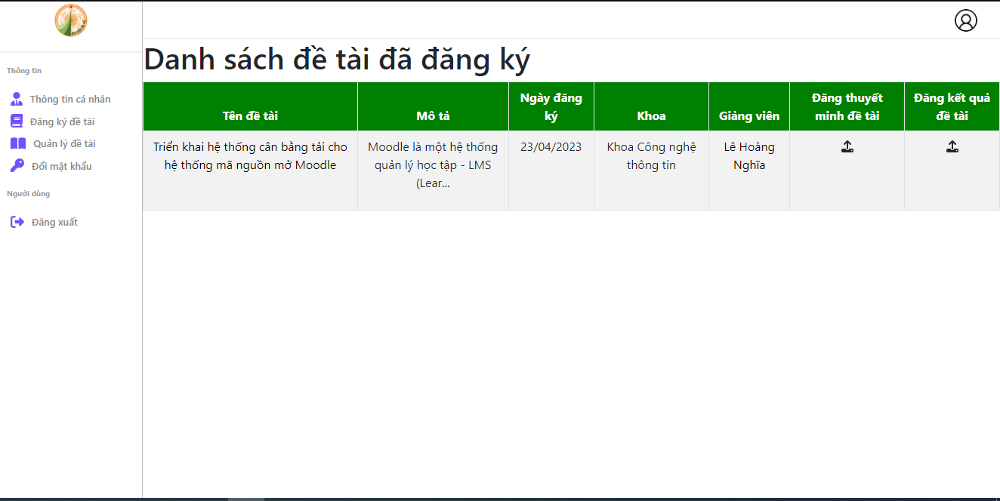 Thông tin
Thông tin cá nhân
Đăng ký đề tài
Quản lý đề tài
Đổi mật khẩu
Người dùng
Đăng xuất
Danh sách đề tài đã đăng ký
Tên đề tài
Mô tả
Ngày đăng
ký
Khoa
Giảng viên
Đăng thuyết
minh đề tài
Đăng kết quả
đề tài
Triển khai hệ thống cân bằng tải cho
hệ thống mã nguồn mở Moodle
Moodle là một hệ thống
quản lý học tập - LMS
(Lear...
23/04/2023
Khoa Công nghệ
thông tin
Lê Hoàng
Nghĩa